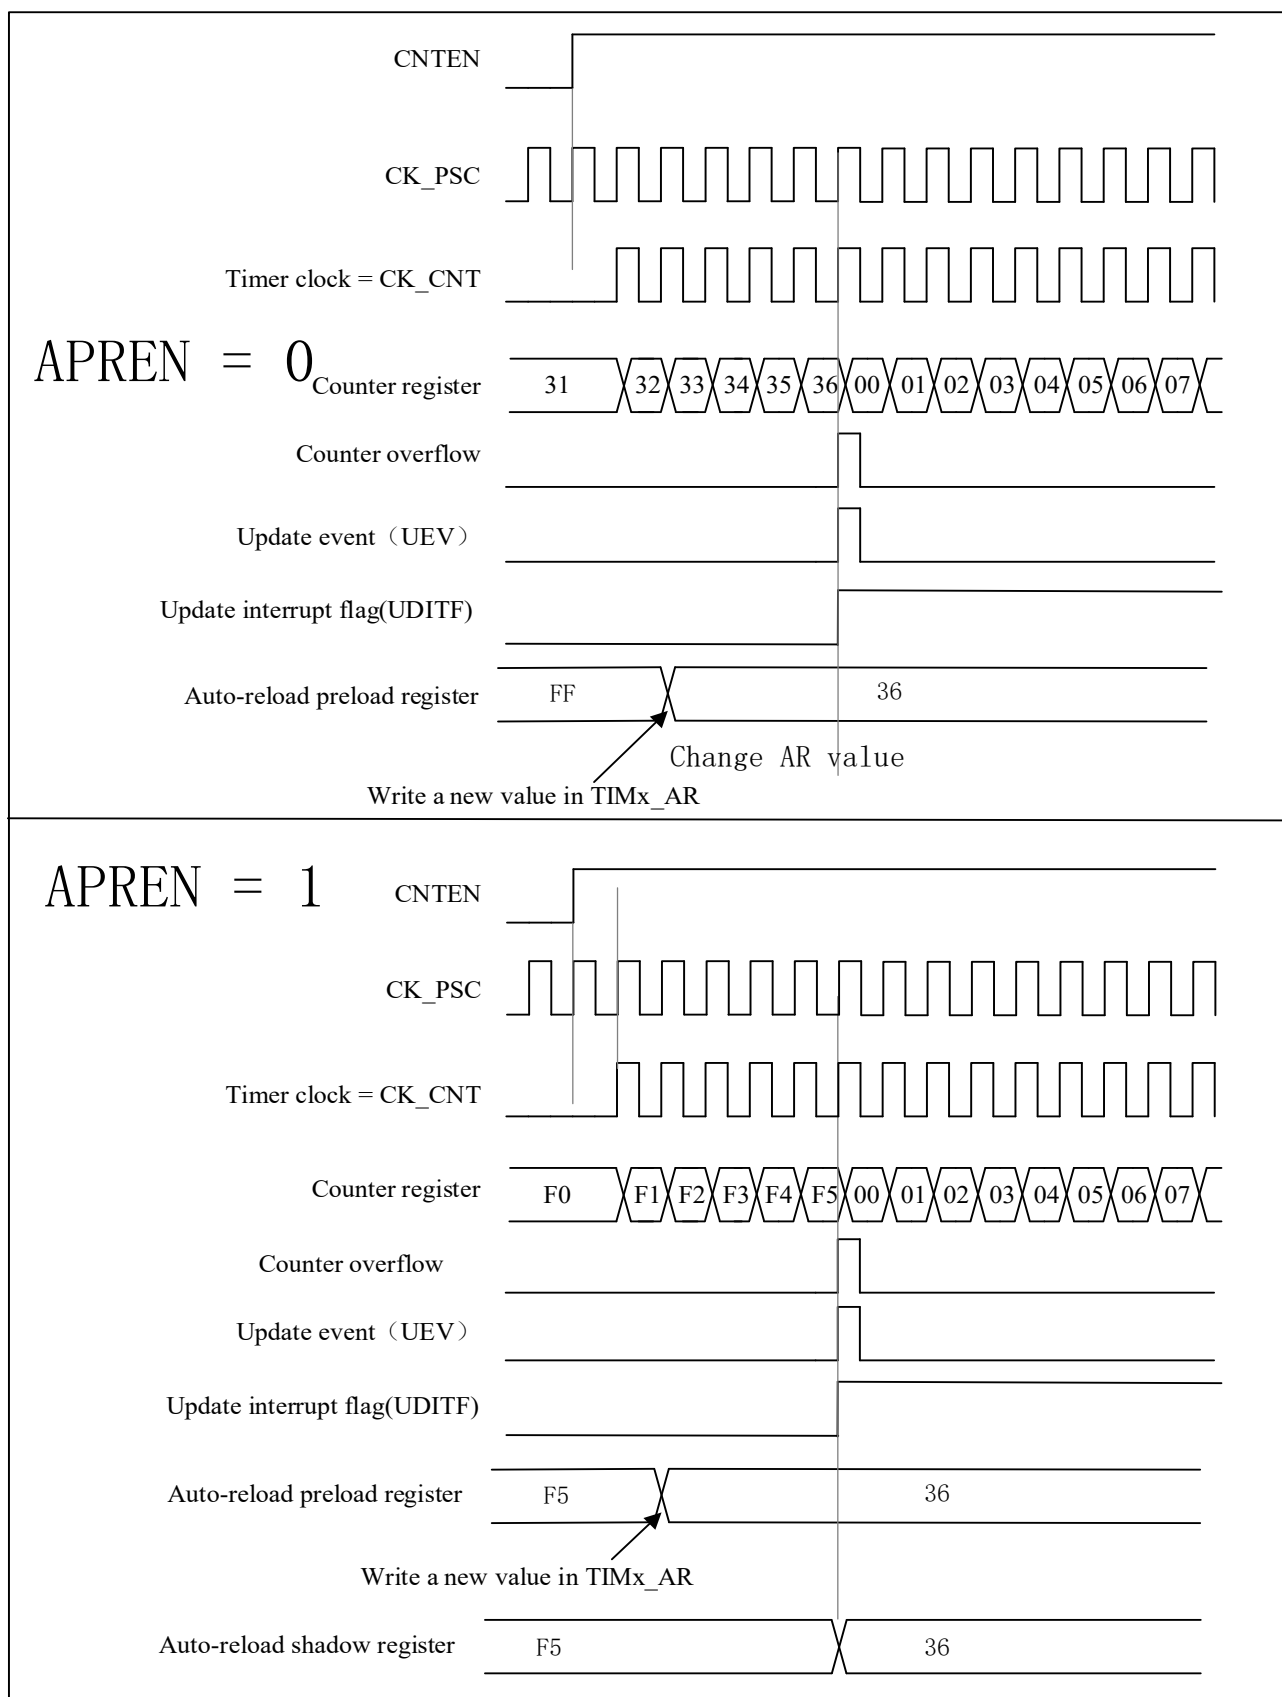 CNTEN
CK_PSC
Timer clock = CK_CNT
APREN = 0
Counter register 31 32 33 34 35 36 00 01 02 03 04 05 06 07
Counter overflow
Update event（UEV）
Update interrupt flag(UDITF)
Auto-reload preload register FF 36
Change AR value
Write a new value in TIMx_AR
APREN = 1
CNTEN
CK_PSC
Timer clock = CK_CNT
Counter register F0 F1 F2 F3 F4 F5 00 01 02 03 04 05 06 07
Counter overflow
Update event（UEV）
Update interrupt flag(UDITF)
Auto-reload preload register F5 36
Write a new value in TIMx_AR
Auto-reload shadow register F5 36